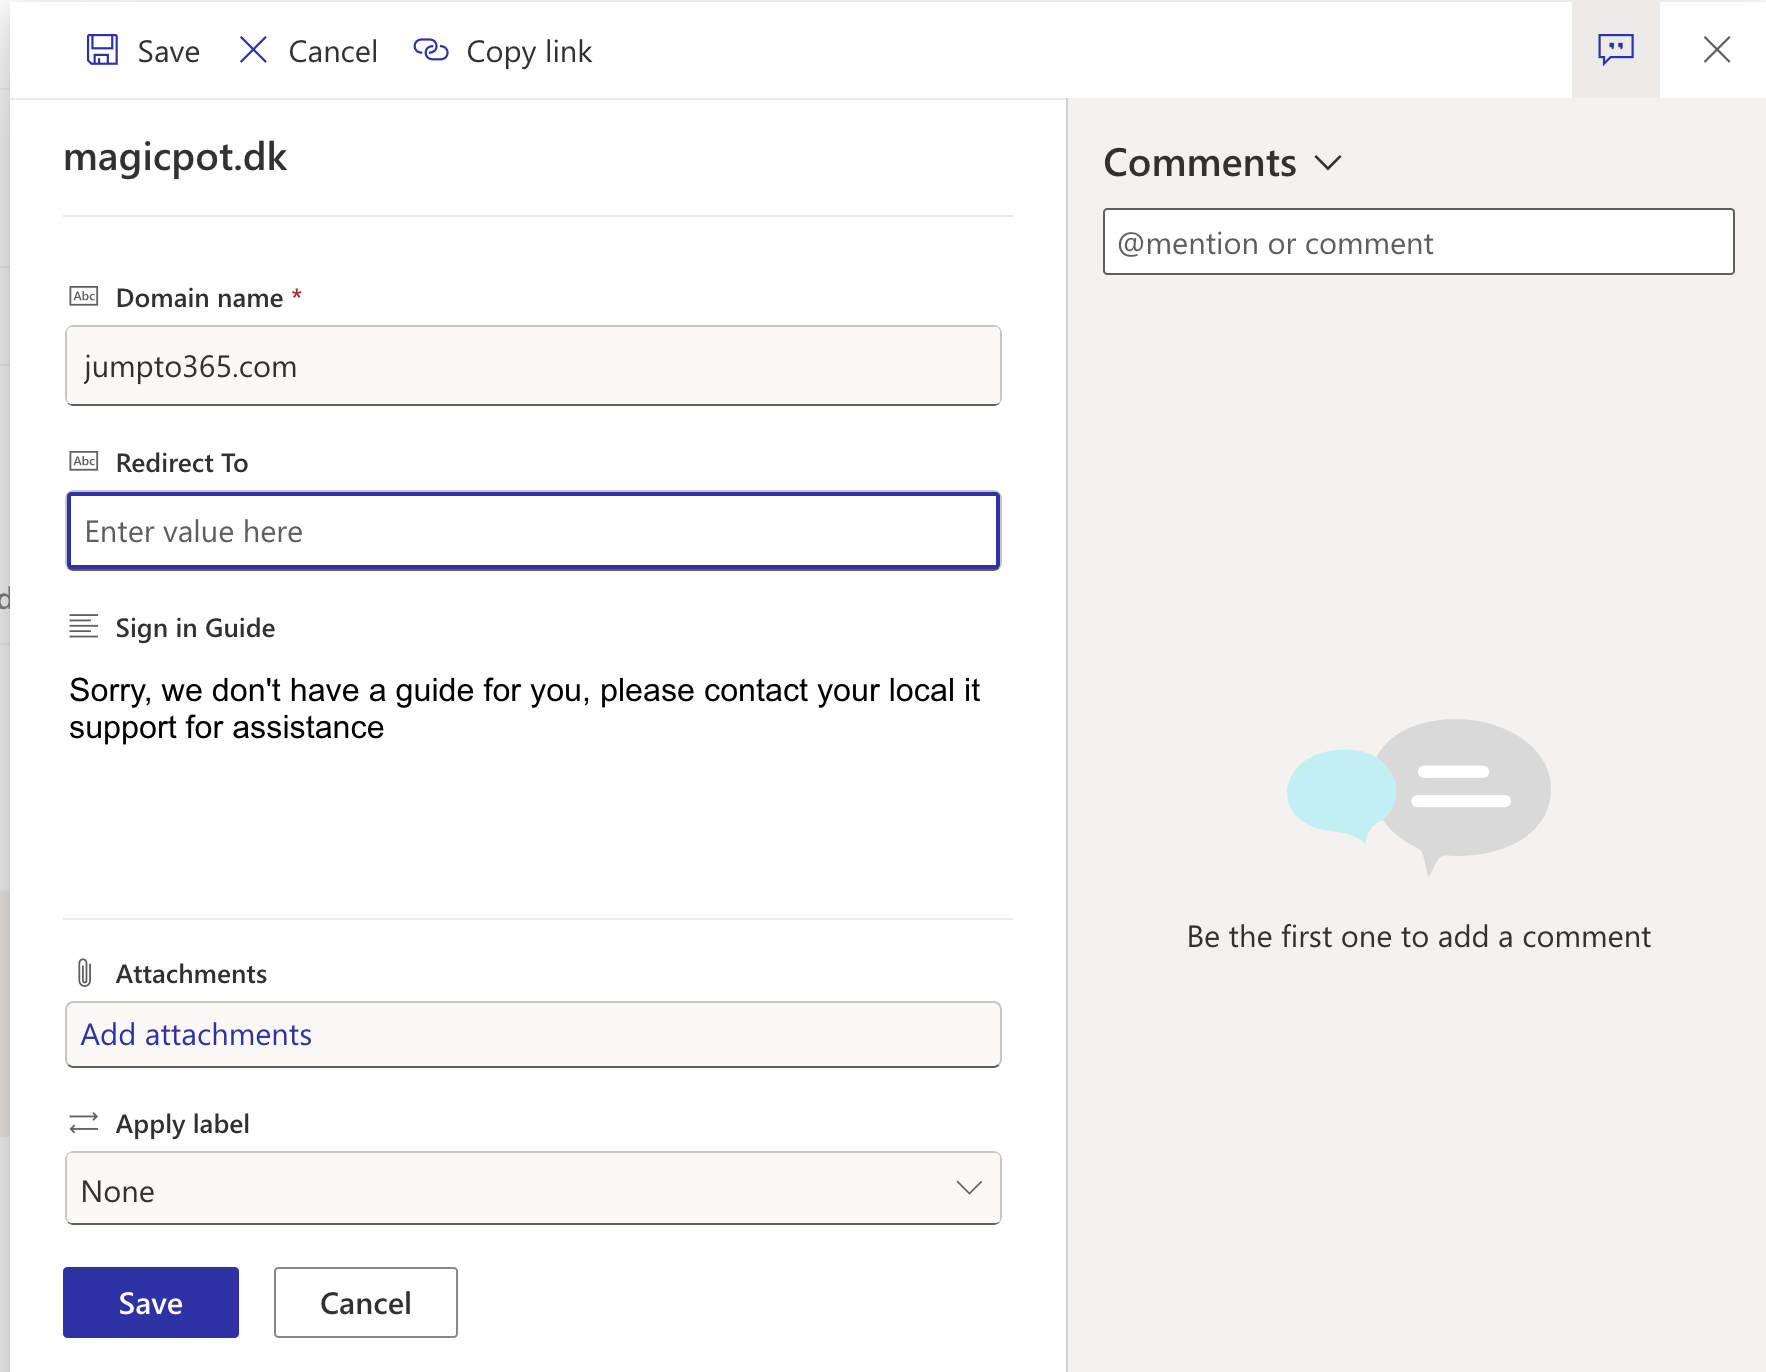 Save
Cancel
Copy link
magicpot.dk
Abc Domain name *
jumpto365.com
Abc Redirect To
Enter value here
d
Sign in Guide
Sorry, we don't have a guide for you, please contact your local it
support for assistance
Attachments
Add attachments
Apply label
None
Save
Cancel
Comments
@mention or comment
Be the first one to add a comment